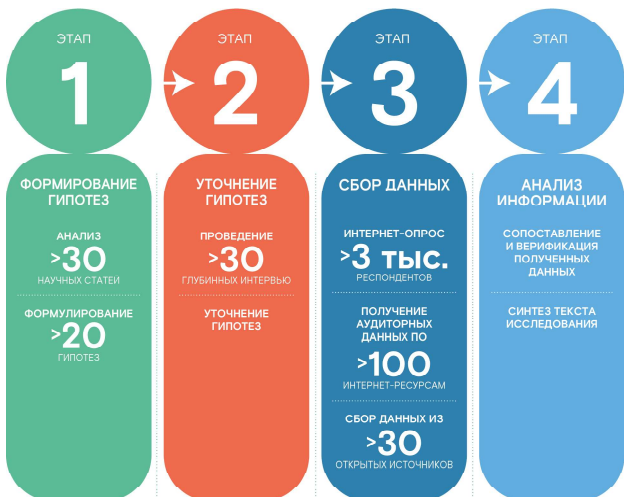 ЭТАП
1
ФОРМИРОВАНИЕ
ГИПОТЕЗ
АНАЛИЗ
>30
НАУЧНЫХ СТАТЕЙ
ФОРМУЛИРОВАНИЕ
>20
ГИПОТЕЗ
ЭТАП
2
УТОЧНЕНИЕ
ГИПОТЕЗ
ПРОВЕДЕНИЕ
>30
ГЛУБИННЫХ ИНТЕРВЬЮ
УТОЧНЕНИЕ
ГИПОТЕЗ
ЭТАП
3
СБОР ДАННЫХ
ИНТЕРНЕТ-ОПРОС
>3 тыс.
РЕСПОНДЕНТОВ
ПОЛУЧЕНИЕ
АУДИТОРНЫХ
ДАННЫХ ПО
>100
ИНТЕРНЕТ-РЕСУРСАМ
СБОР ДАННЫХ ИЗ
>30
ОТКРЫТЫХ ИСТОЧНИКОВ
ЭТАП
4
АНАЛИЗ
ИНФОРМАЦИИ
СОПОСТАВЛЕНИЕ
И ВЕРИФИКАЦИЯ
ПОЛУЧЕННЫХ
ДАННЫХ
СИНТЕЗ ТЕКСТА
ИССЛЕДОВАНИЯ